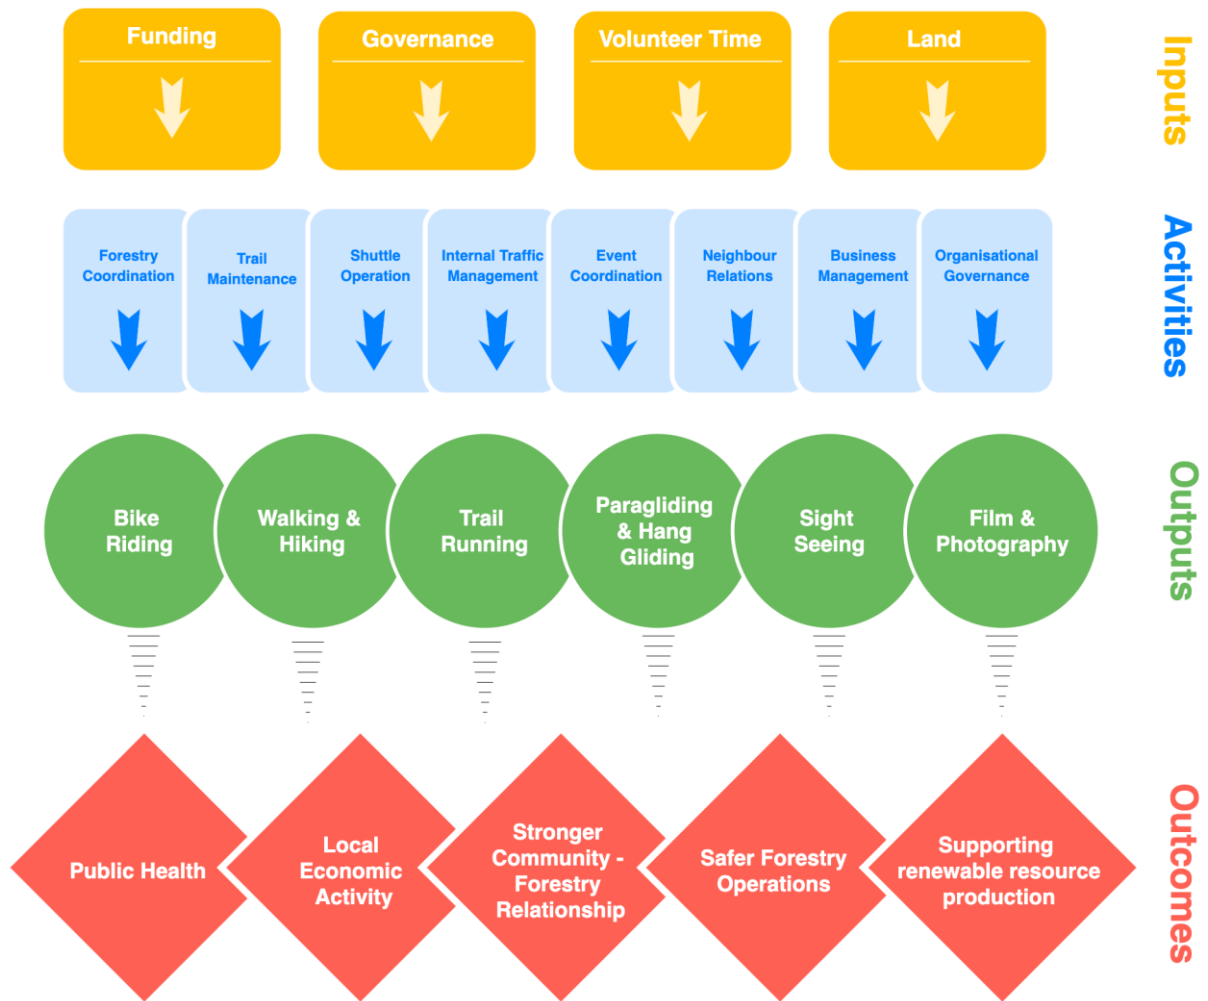 Funding
Governance
Volunteer Time
Land
Inputs
Forestry
Coordination
Trail
Maintenance
Shuttle
Operation
Internal Traffic
Management
Event
Coordination
Neighbour
Relations
Business
Management
Organisational
Governance
Activities
Bike
Riding
Walking &
Hiking
Trail
Running
Paragliding
& Hang
Gliding
Sight
Seeing
Film &
Photography
Outputs
Public Health
Local
Economic
Activity
Stronger
Community -
Forestry
Relationship
Safer Forestry
Operations
Supporting
renewable resource
production
Outcomes